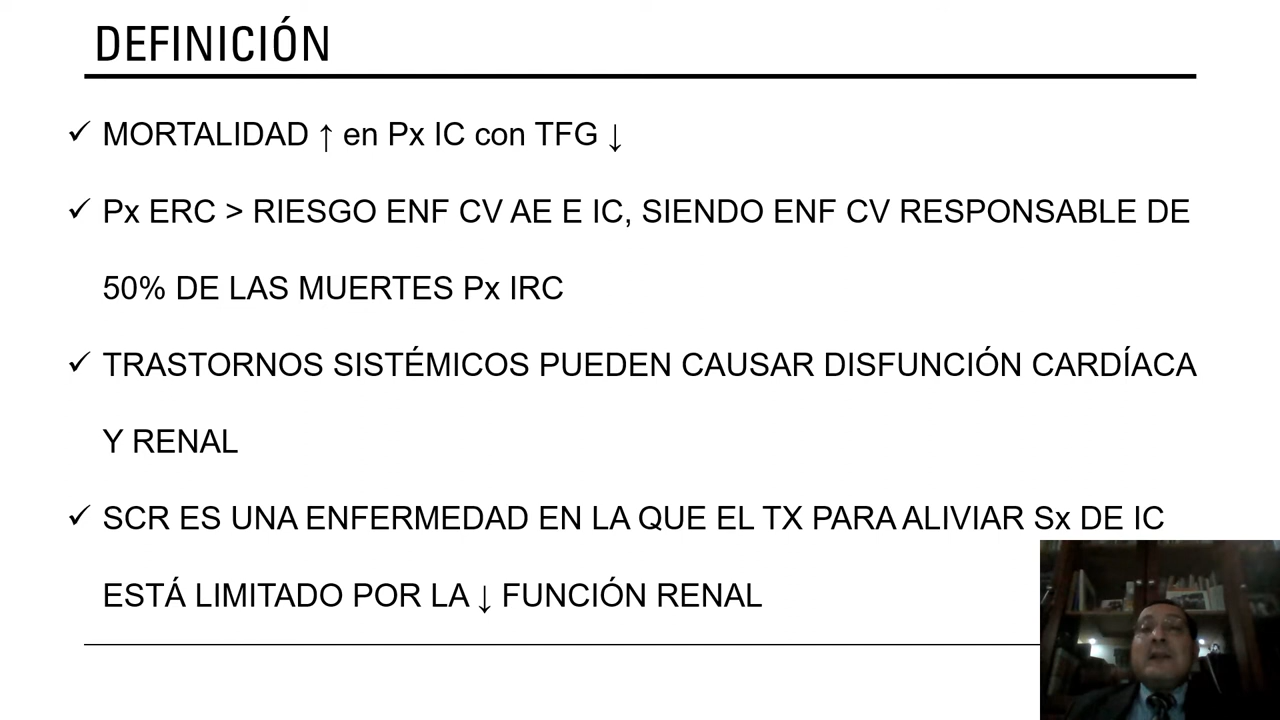 DEFINICIÓN
✓ MORTALIDAD ↑ en Px IC con TFG ↓
✓ Px ERC > RIESGO ENF CV AE E IC, SIENDO ENF CV RESPONSABLE DE
50% DE LAS MUERTES Px IRC
✓ TRASTORNOS SISTÉMICOS PUEDEN CAUSAR DISFUNCIÓN CARDÍACA
Y RENAL
✓ SCR ES UNA ENFERMEDAD EN LA QUE EL TX PARA ALIVIAR Sx DE IC
ESTÁ LIMITADO POR LA ↓ FUNCIÓN RENAL